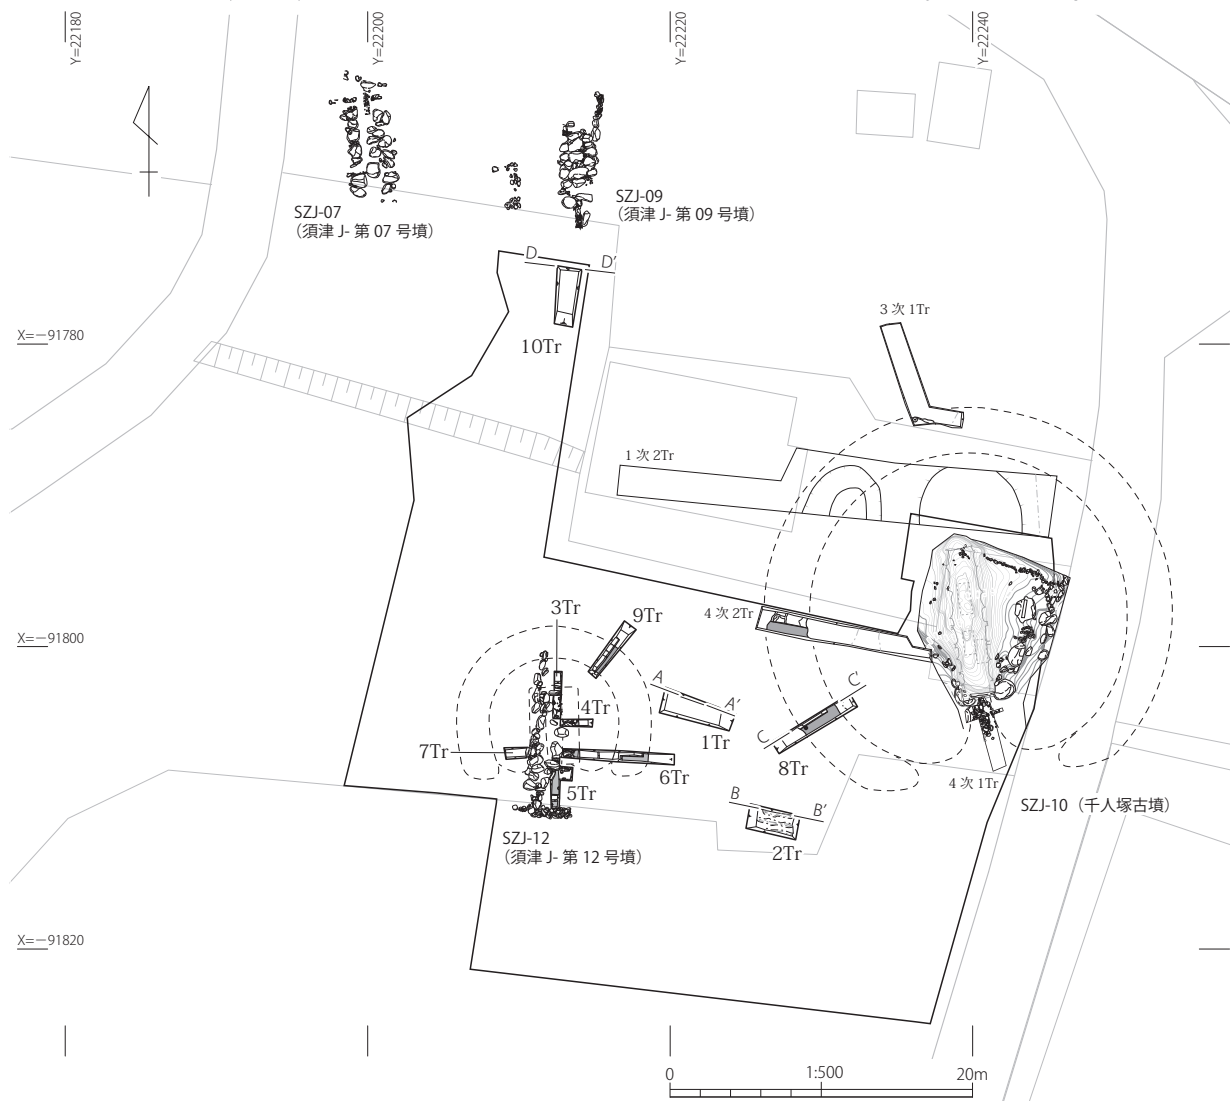 Y=22180
Y=22200
Y=22220
Y=22240
SZJ-07
（須津 J- 第 07 号墳）
SZJ-09
（須津 J- 第 09 号墳）
D
D′
10Tr
X=－91780
3 次 1Tr
1 次 2Tr
X=－91800
3Tr
9Tr
4 次 2Tr
4Tr
A
A′
1Tr
C
C′
8Tr
7Tr
6Tr
5Tr
B
B′
2Tr
4 次 1Tr
SZJ-10（千人塚古墳）
SZJ-12
（須津 J- 第 12 号墳）
X=－91820
0
1:500
20m